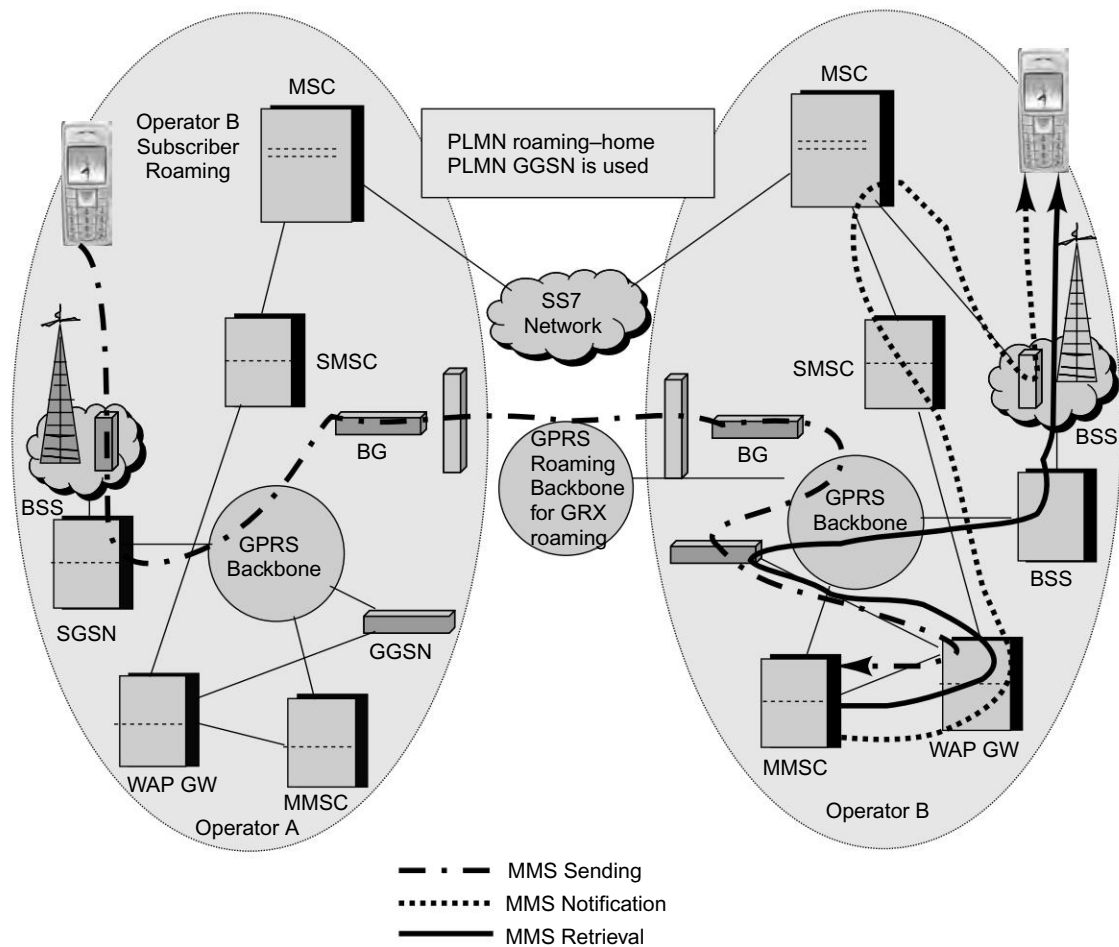 MSC
Operator B
Subscriber
Roaming
PLMN roaming–home
PLMN GGSN is used
MSC
SS7
Network
SMSC
SMSC
BG
GPRS
Roaming
Backbone
for GRX
roaming
BG
BSS
BSS
GPRS
Backbone
GPRS
Backbone
SGSN
GGSN
BSS
WAP GW
MMSC
MMSC
WAP GW
Operator A
Operator B
MMS Sending
MMS Notification
MMS Retrieval